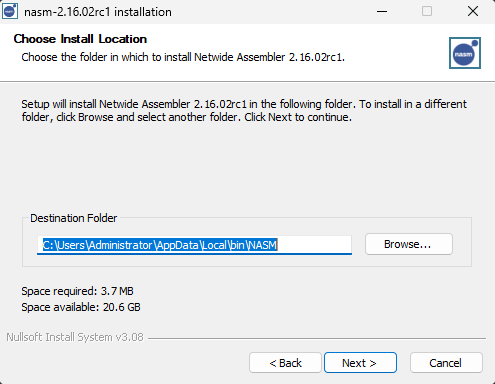 nasm-2.16.02rc1 installation
Choose Install Location
Choose the folder in which to install Netwide Assembler 2.16.02rc1.
nasm
Setup will install Netwide Assembler 2.16.02rc1 in the following folder. To install in a different
folder, click Browse and select another folder. Click Next to continue.
Destination Folder
C:\Users\Administrator\AppData\Local\bin\NASM
Browse...
Space required: 3.7 MB
Space available: 20.6 GB
Nullsoft Install System v3.08
< Back
Next >
Cancel